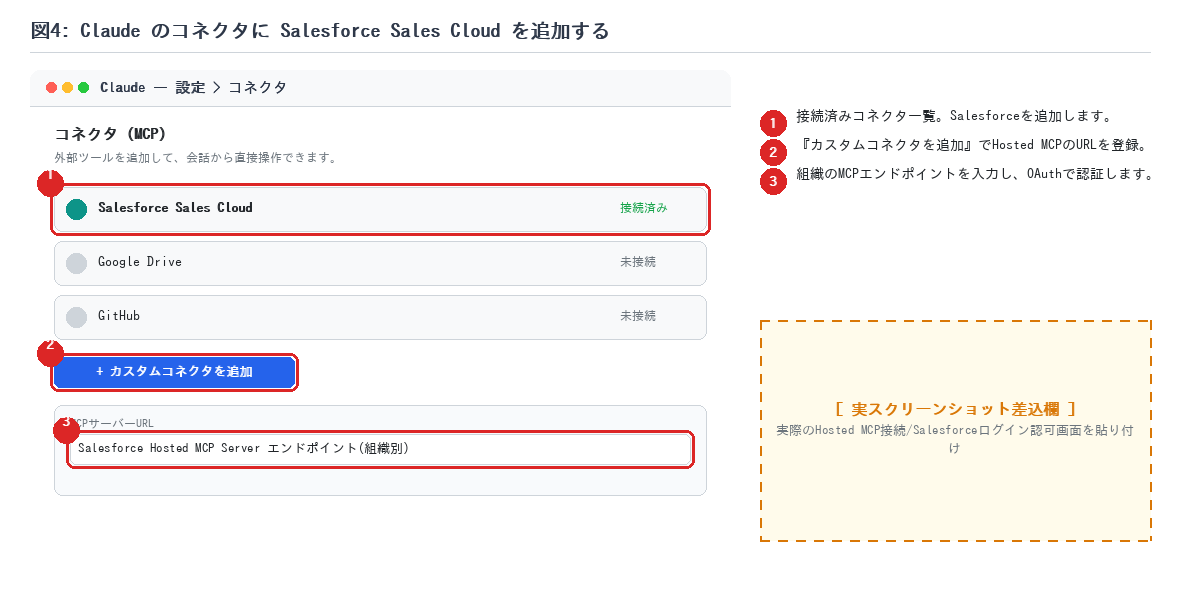 図4: Claude のコネクタに Salesforce Sales Cloud を追加する
Claude — 設定 > コネクタ
コネクタ (MCP)
外部ツールを追加して、会話から直接操作できます。
1
Salesforce Sales Cloud 接続済み
Google Drive 未接続
GitHub 未接続
2
+ カスタムコネクタを追加
3
CPサーバーURL
Salesforce Hosted MCP Server エンドポイント(組織別)
1 接続済みコネクター覧。Salesforceを追加します。
2 『カスタムコネクタを追加』でHosted MCPのURLを登録。
3 組織のMCPエンドポイントを入力し、OAuthで認証します。
[ 実スクリーンショット差込欄 ]
実際のHosted MCP接続/Salesforceログイン認可画面を貼り付
け